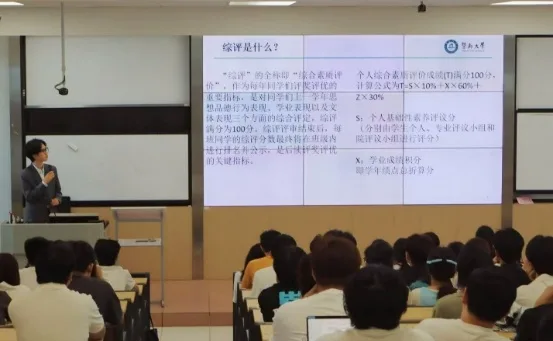 综评是什么?
暨南大學
“综评”的全称即“综合素质评
价”，作为每年同学们评奖评优的
重要指标，是对同学们上一学年思
想品德行为表现、学业表现以及文
体表现三个方面的综合评定，综评
满分为100分。综评评审结束后，每
班同学的综评分数最终将在班级内
进行排名并公示，是后续评奖评优
的关键指标。
个人综合素质评价成绩(T)满分100分，
计算公式为T=S×10%＋X×60%＋
Z×30%
S：个人基础性素养评议分
（分别由学生个人、专业评议小组和
院评议小组进行评分）
X：学业成绩积分
即学年绩点总折算分